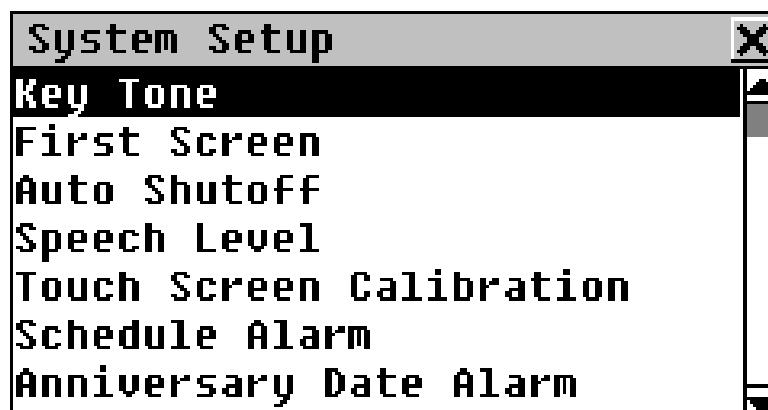 System Setup
Key Tone
First Screen
Auto Shutoff
Speech Level
Touch Screen Calibration
Schedule Alarm
Anniversary Date Alarm